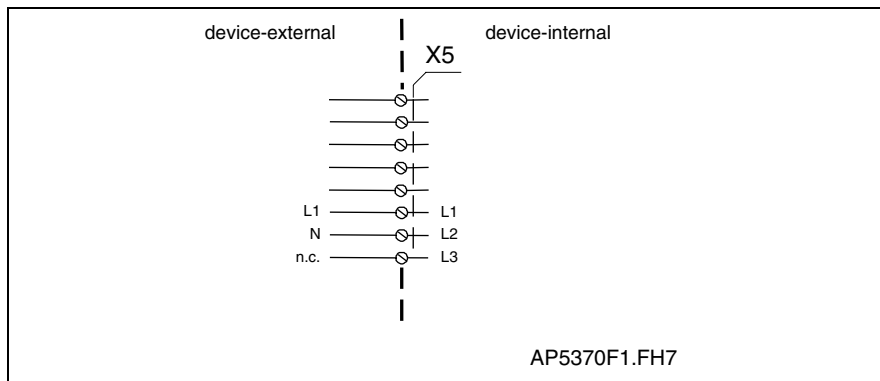 device-external device-internal
X5
L1 L1
N L2
n.c. L3
AP5370F1.FH7